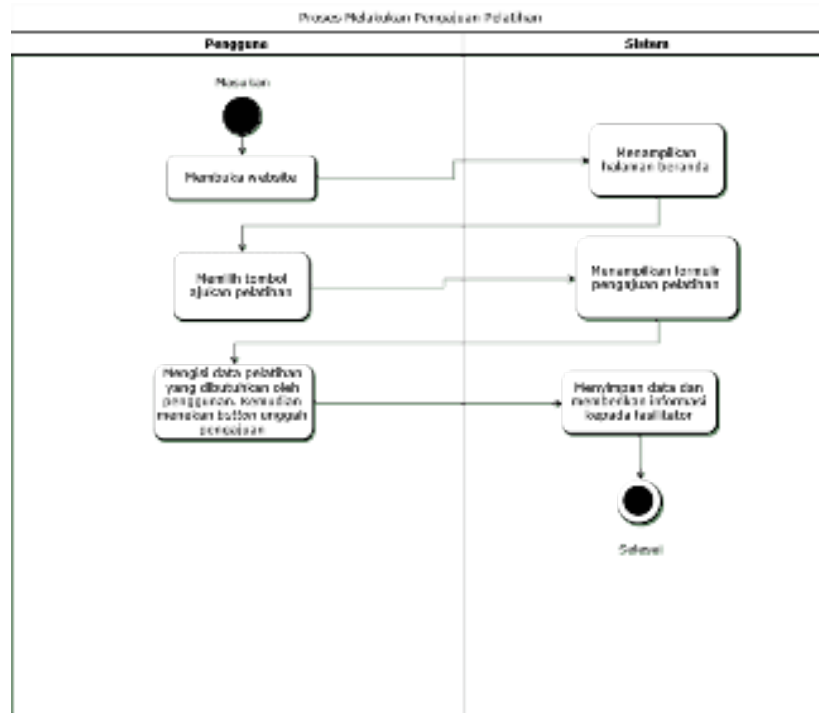 Proses Melakukan Pengajuan Pelatihan
Pengguna
Sistem
Masukan
Membuka website
Menampilkan
halaman beranda
Memilih tombol
ajukan pelatihan
Menampilkan formulir
pengajuan pelatihan
Mengisi data pelatihan
yang dibutuhkan oleh
penggunan. Kemudian
menekan button unggah
pengajuan
Menyimpan data dan
memberikan informasi
kepada fasilitator
Selesai